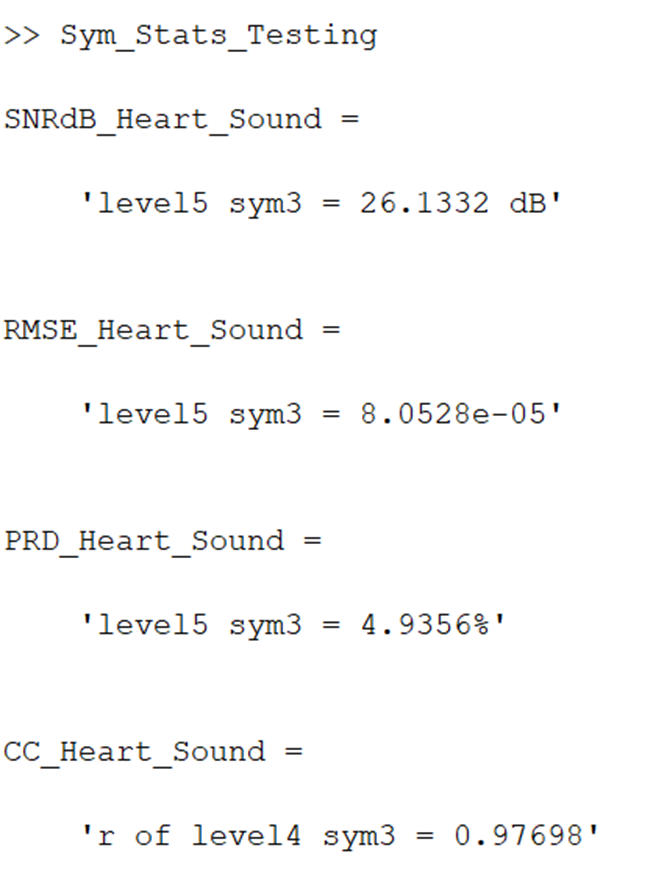 >> Sym_Stats_Testing
SNRdB_Heart_Sound =
'level5 sym3 = 26.1332 dB'
RMSE_Heart_Sound =
'level5 sym3 = 8.0528e-05'
PRD_Heart_Sound =
'level5 sym3 = 4.9356%'
CC_Heart_Sound =
'r of level4 sym3 = 0.97698'